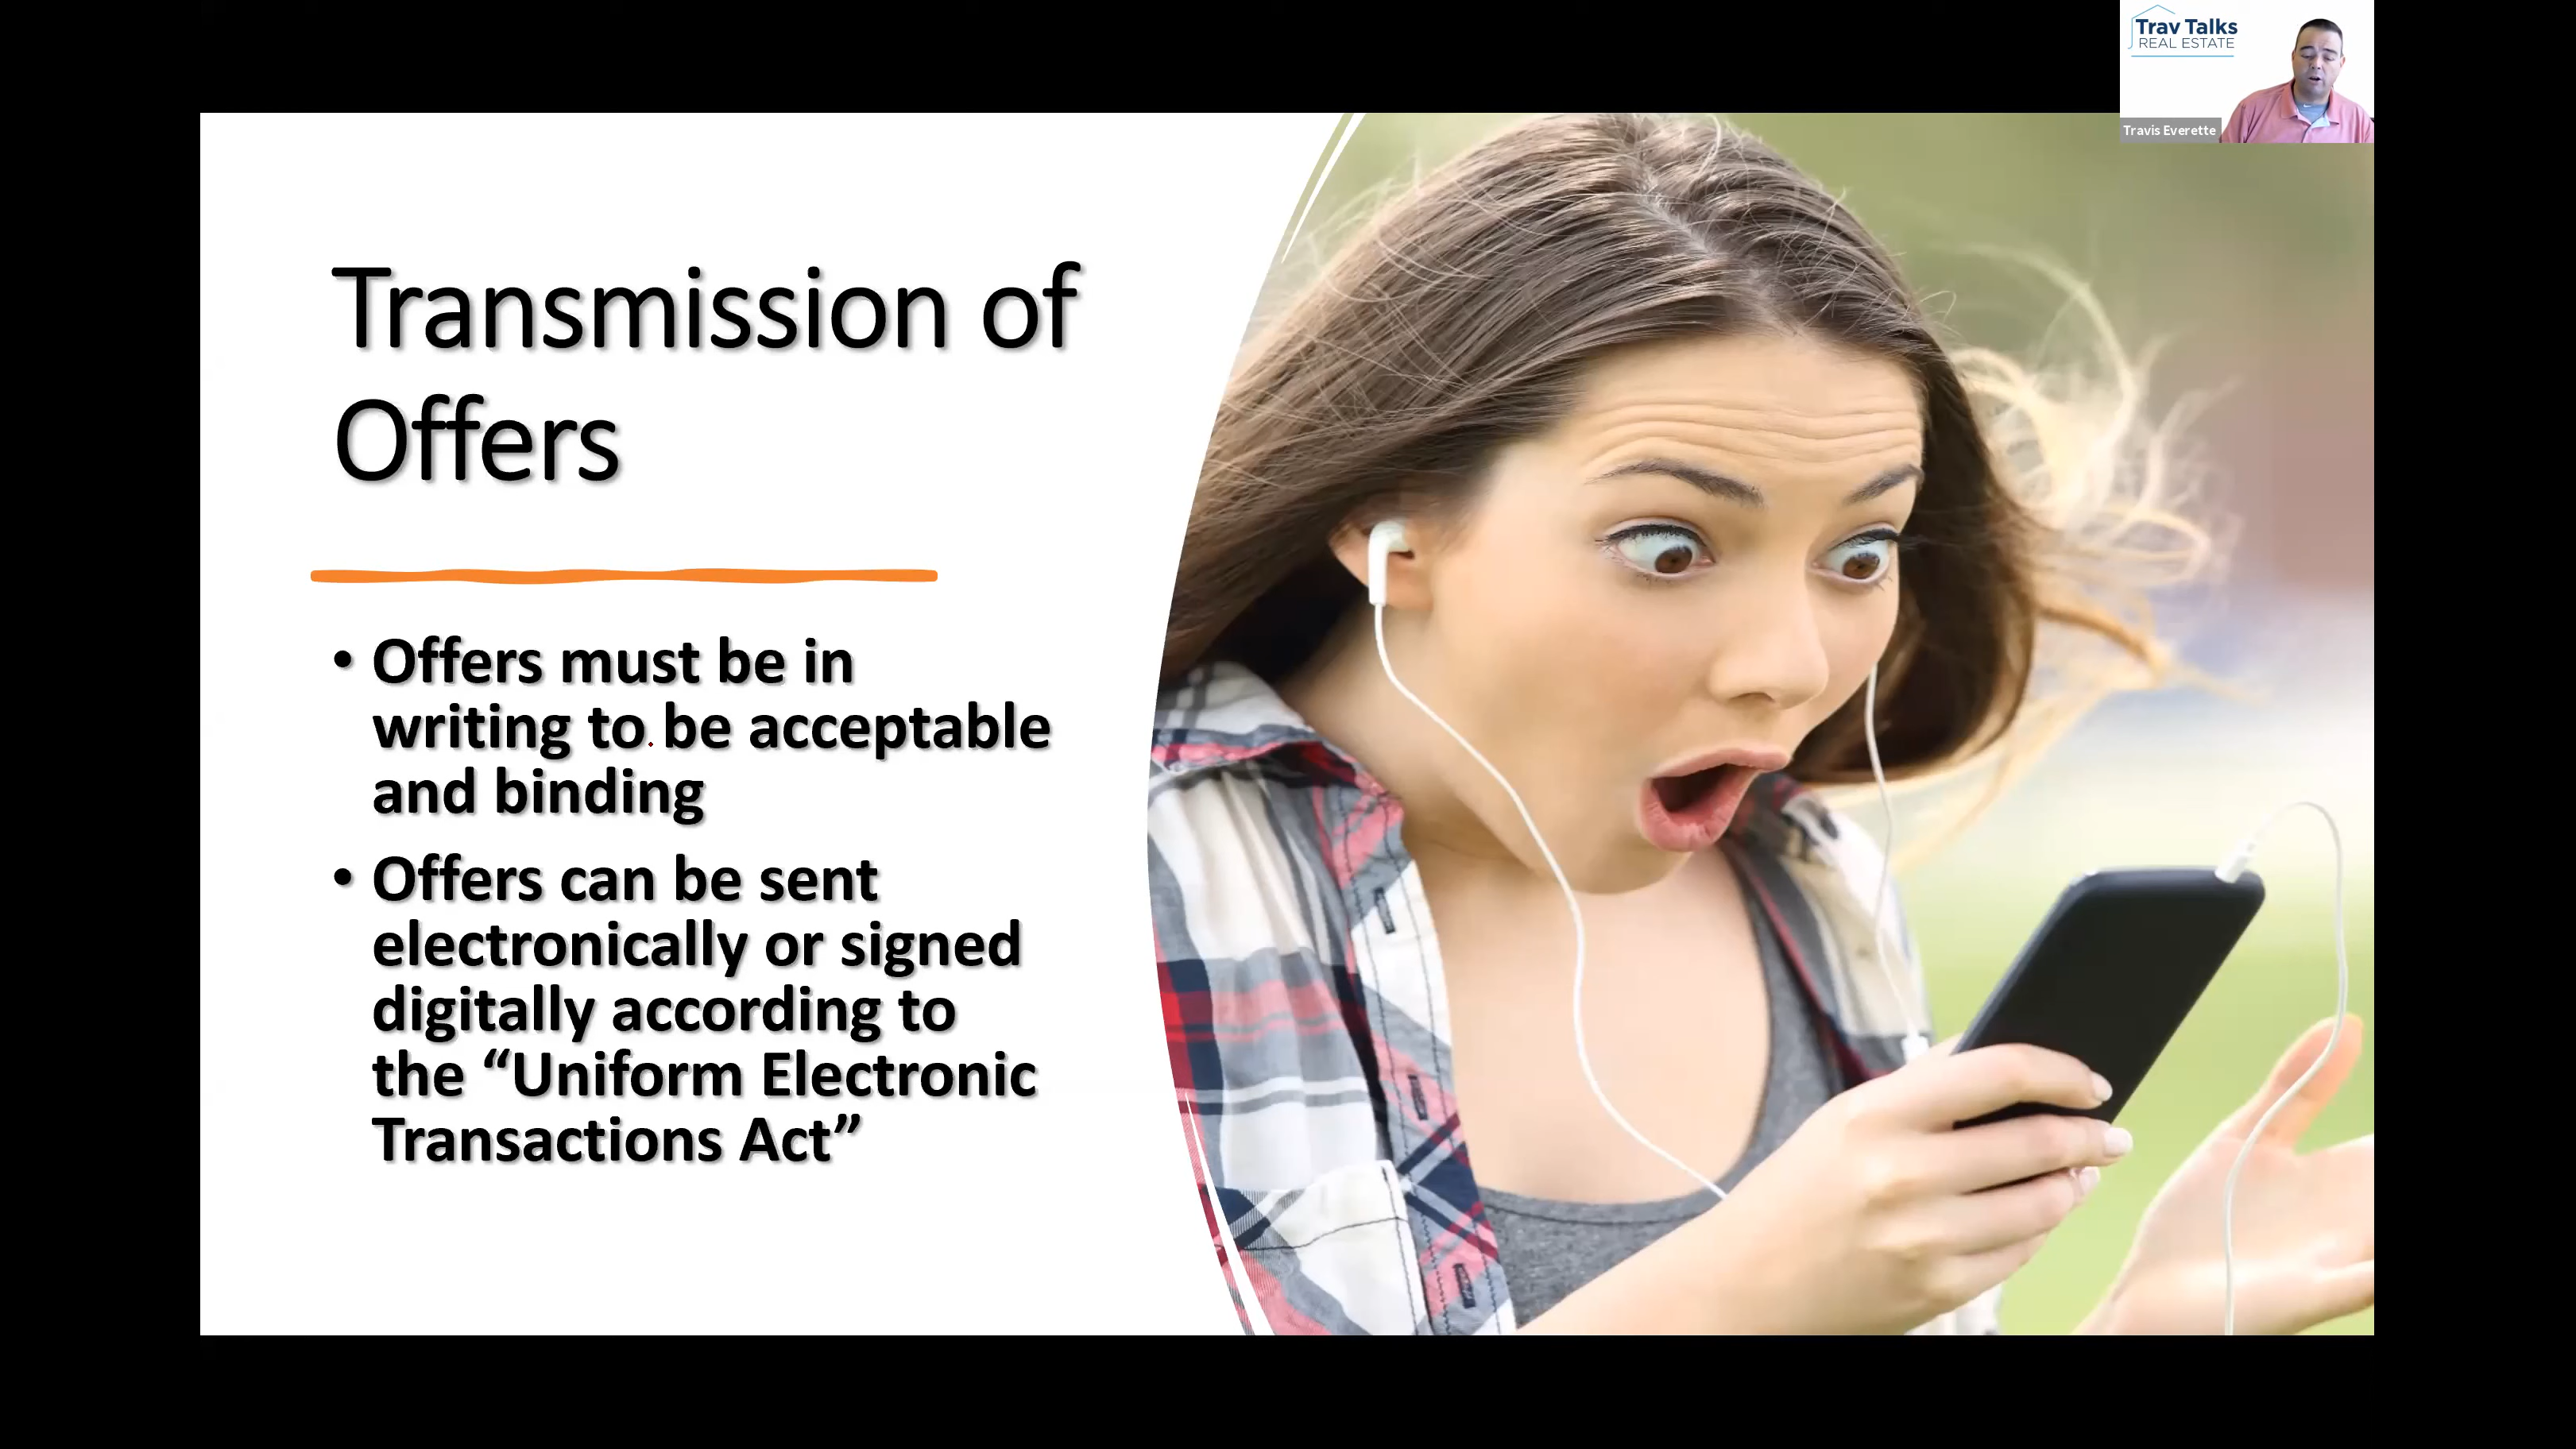 Trav Talks
REAL ESTATE
Travis Everette
Transmission of
Offers
• Offers must be in
writing to be acceptable
and binding
• Offers can be sent
electronically or signed
digitally according to
the “Uniform Electronic
Transactions Act”